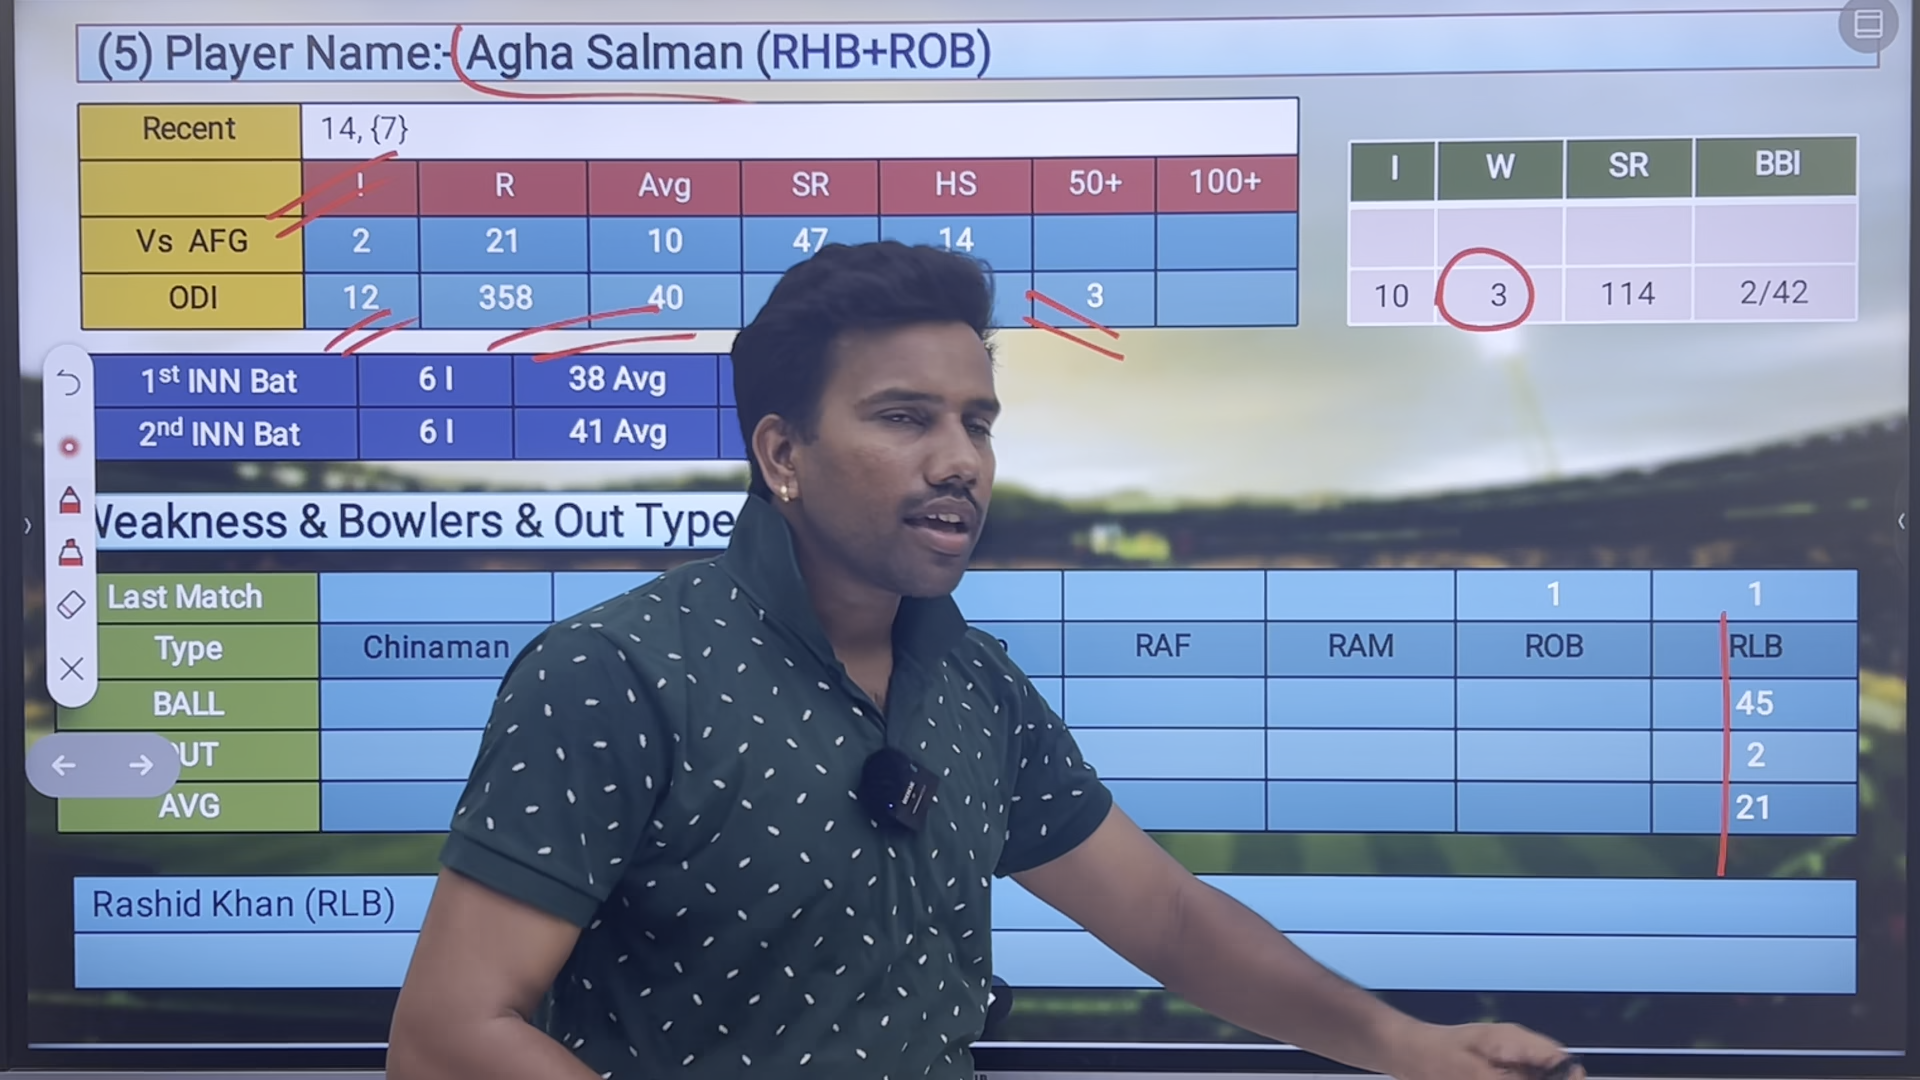 (5) Player Name:- Agha Salman (RHB+ROB)
Recent 14, {7}
! R Avg SR HS 50+ 100+
Vs AFG 2 21 10 47 14
ODI 12 358 40 3
I W SR BBI
10 3 114 2/42
1st INN Bat 6 I 38 Avg
2nd INN Bat 6 I 41 Avg
Weakness & Bowlers & Out Type
Last Match 1 1
Type Chinaman RAF RAM ROB RLB
BALL 45
OUT 2
AVG 21
Rashid Khan (RLB)